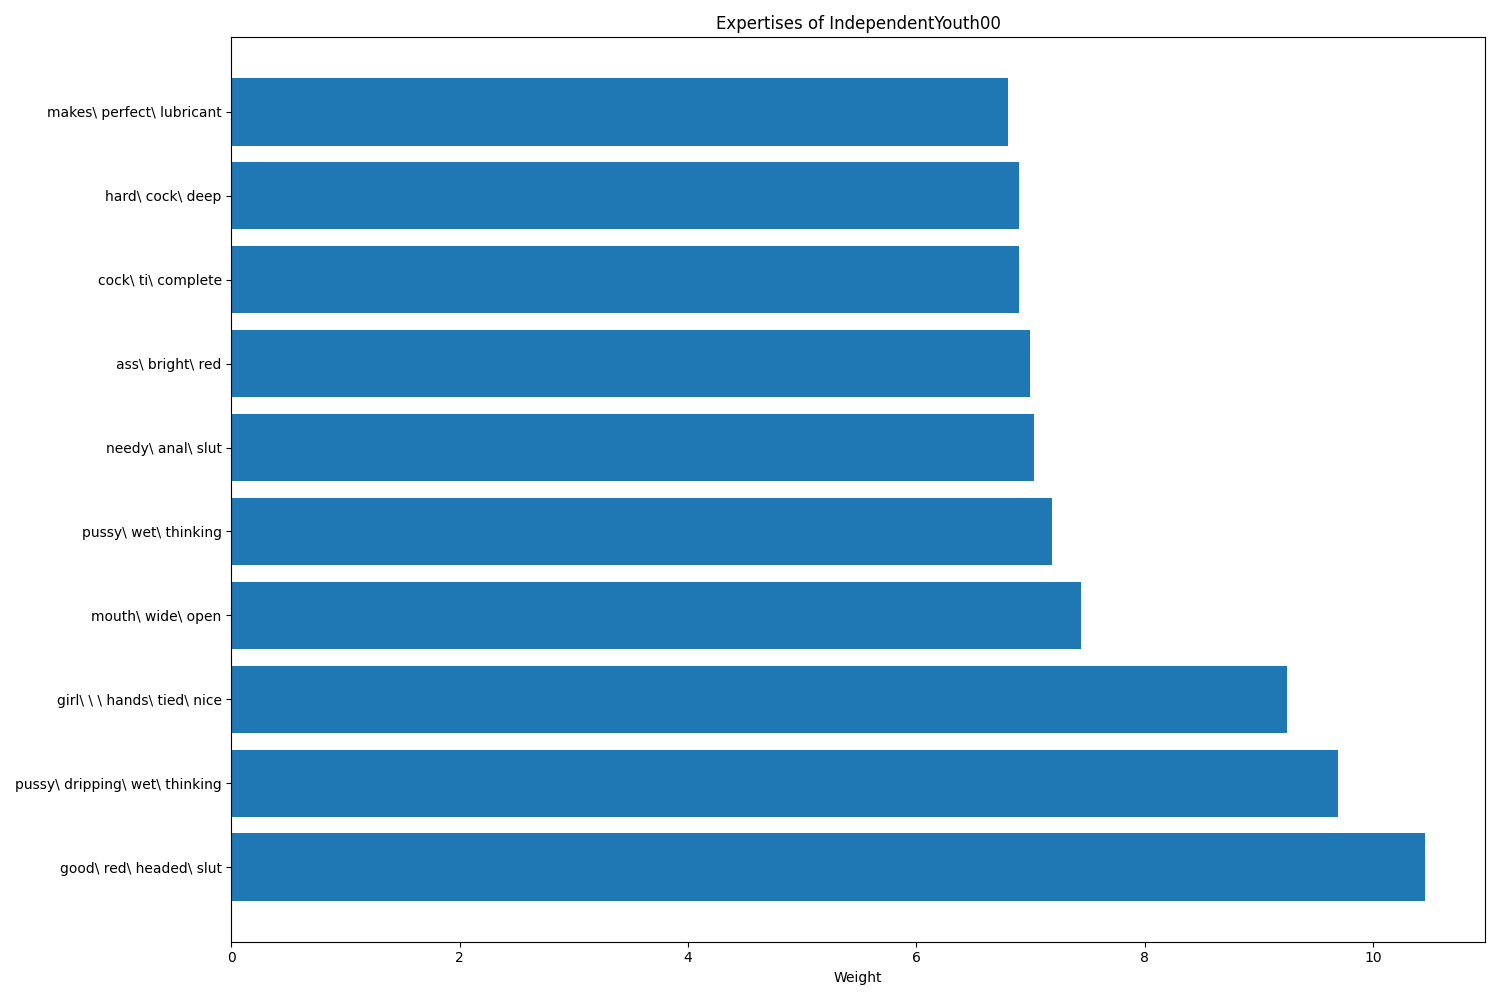 Expertises of IndependentYouth00
makes\ perfect\ lubricant
hard\ cock\ deep
cock\ ti\ complete
ass\ bright\ red
needy\ anal\ slut
pussy\ wet\ thinking
mouth\ wide\ open
girl\ \ \ hands\ tied\ nice
pussy\ dripping\ wet\ thinking
good\ red\ headed\ slut
0 2 4 6 8 10
Weight